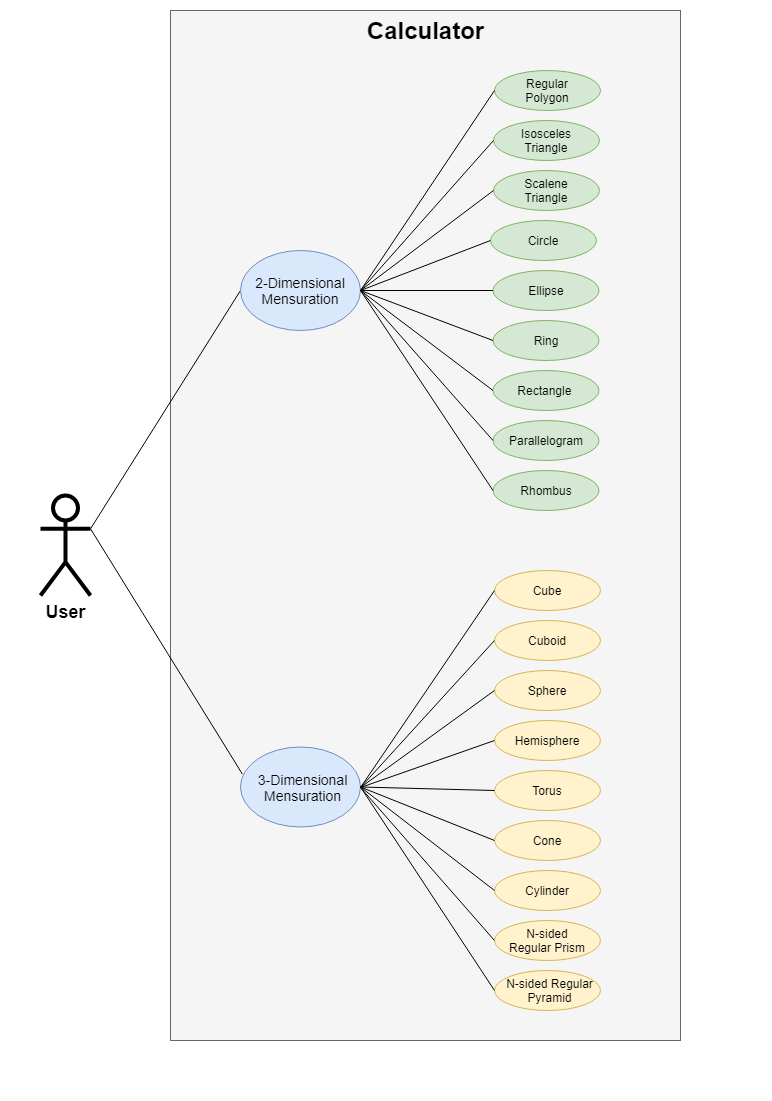 Calculator
Regular
Polygon
Isosceles
Triangle
Scalene
Triangle
Circle
2-Dimensional
Mensuration
Ellipse
Ring
Rectangle
Parallelogram
Rhombus
User
Cube
Cuboid
Sphere
Hemisphere
3-Dimensional
Mensuration
Torus
Cone
Cylinder
N-sided
Regular Prism
N-sided Regular
Pyramid